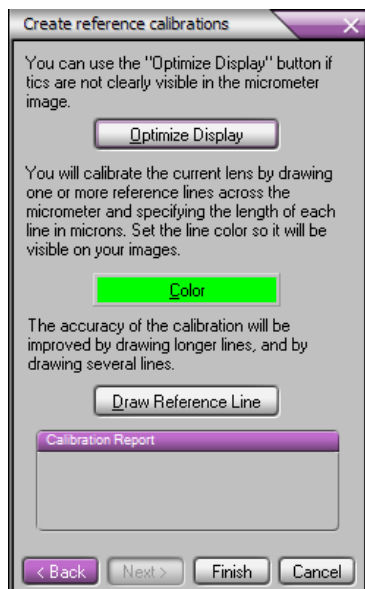 Create reference calibrations
You can use the "Optimize Display" button if
tics are not clearly visible in the micrometer
image.
Optimize Display
You will calibrate the current lens by drawing
one or more reference lines across the
micrometer and specifying the length of each
line in microns. Set the line color so it will be
visible on your images.
Color
The accuracy of the calibration will be
improved by drawing longer lines, and by
drawing several lines.
Draw Reference Line
Calibration Report
< Back Next > Finish Cancel